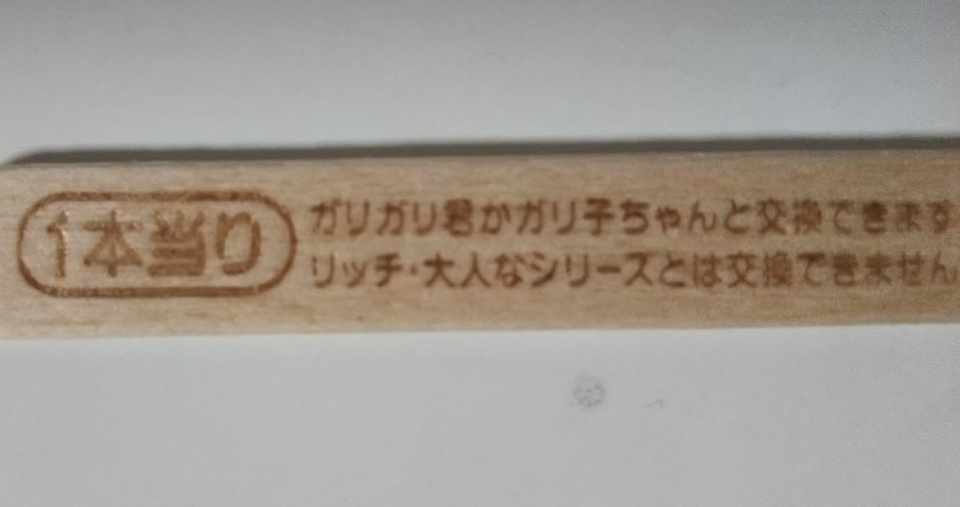 1本当り
ガリガリ君かガリ子ちゃんと交換できます
リッチ・大人なシリーズとは交換できません